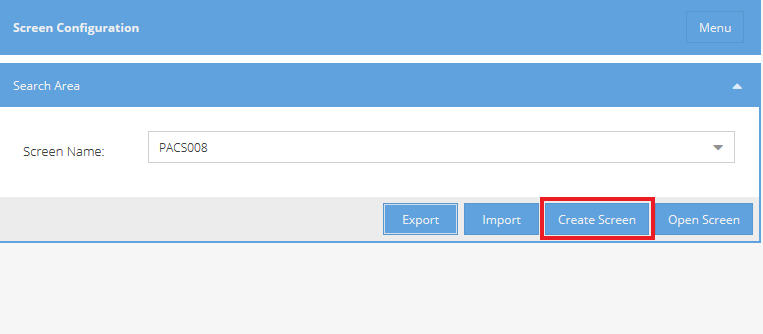 Screen Configuration
Menu
Search Area
Screen Name:
PACS008
Export
Import
Create Screen
Open Screen